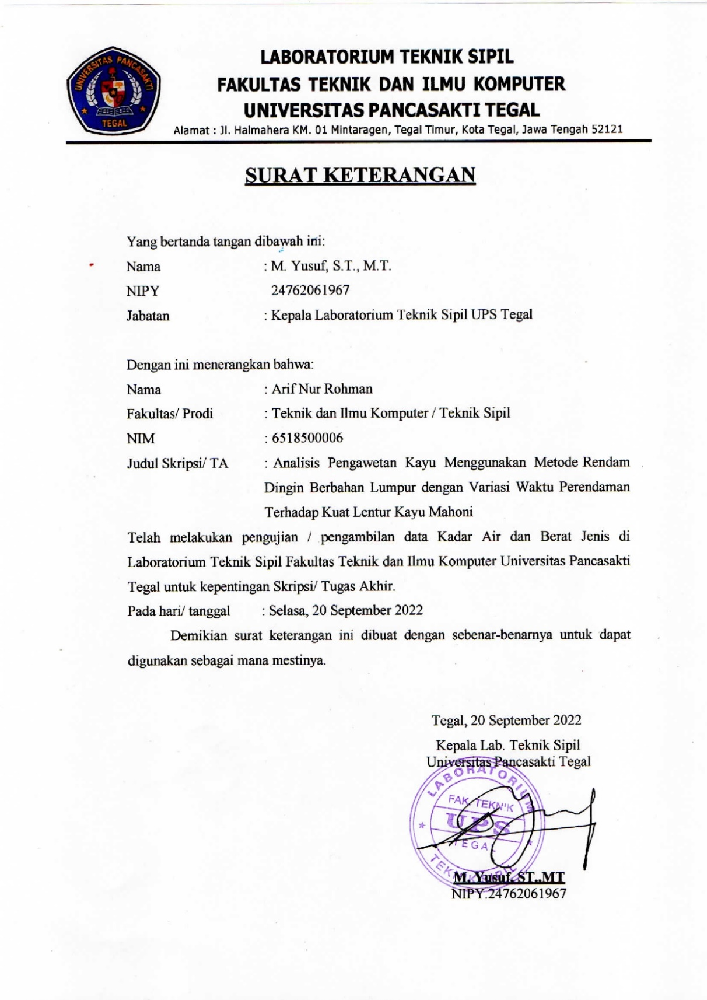 UNIVERSITAS PANCASAKTI
TEGAL
LABORATORIUM TEKNIK SIPIL
FAKULTAS TEKNIK DAN ILMU KOMPUTER
UNIVERSITAS PANCASAKTI TEGAL
Alamat : Jl. Halmahera KM. 01 Mintaragen, Tegal Timur, Kota Tegal, Jawa Tengah 52121
SURAT KETERANGAN
Yang bertanda tangan dibawah ini:
Nama : M. Yusuf, S.T., M.T.
NIPY 24762061967
Jabatan : Kepala Laboratorium Teknik Sipil UPS Tegal
Dengan ini menerangkan bahwa:
Nama : Arif Nur Rohman
Fakultas/ Prodi : Teknik dan Ilmu Komputer / Teknik Sipil
NIM : 6518500006
Judul Skripsi/ TA : Analisis Pengawetan Kayu Menggunakan Metode Rendam
Dingin Berbahan Lumpur dengan Variasi Waktu Perendaman
Terhadap Kuat Lentur Kayu Mahoni
Telah melakukan pengujian / pengambilan data Kadar Air dan Berat Jenis di
Laboratorium Teknik Sipil Fakultas Teknik dan Ilmu Komputer Universitas Pancasakti
Tegal untuk kepentingan Skripsi/ Tugas Akhir.
Pada hari/ tanggal : Selasa, 20 September 2022
Demikian surat keterangan ini dibuat dengan sebenar-benarnya untuk dapat
digunakan sebagai mana mestinya.
Tegal, 20 September 2022
Kepala Lab. Teknik Sipil
Universitas Pancasakti Tegal
LABORATORIUM
FAK. TEKNIK
UPS
TEGAL
TEKNIK SIPIL
M. Yusuf, ST.,MT
NIPY.24762061967